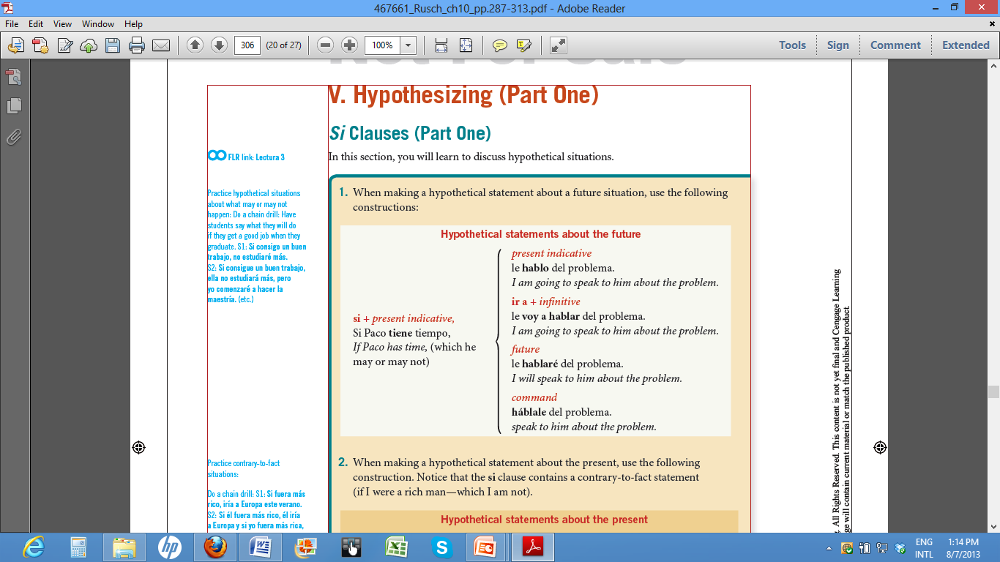 467661_Rusch_ch10_pp.287-313.pdf - Adobe Reader
File Edit View Window Help
306 (20 of 27) 100% Tools Sign Comment Extended
V. Hypothesizing (Part One)
Si Clauses (Part One)
FLR link: Lectura 3
In this section, you will learn to discuss hypothetical situations.
Practice hypothetical situations
about what may or may not
happen: Do a chain drill: Have
students say what they will do
if they get a good job when they
graduate. S1: Si consigo un buen
trabajo, no estudiaré más.
S2: Si consigue un buen trabajo,
ella no estudiará más, pero
yo comenzaré a hacer la
maestría. (etc.)
1. When making a hypothetical statement about a future situation, use the following
constructions:
Hypothetical statements about the future
si + present indicative,
Si Paco tiene tiempo,
If Paco has time, (which he
may or may not)
present indicative
le hablo del problema.
I am going to speak to him about the problem.
ir a + infinitive
le voy a hablar del problema.
I am going to speak to him about the problem.
future
le hablaré del problema.
I will speak to him about the problem.
command
háblale del problema.
speak to him about the problem.
Practice contrary-to-fact
situations:
Do a chain drill: S1: Si fuera más
rico, iría a Europa este verano.
S2: Si él fuera más rico, él iría
a Europa y si yo fuera más rica,
2. When making a hypothetical statement about the present, use the following
construction. Notice that the si clause contains a contrary-to-fact statement
(if I were a rich man—which I am not).
Hypothetical statements about the present
All Rights Reserved. This content is not yet final and Cengage Learning
will contain current material or match the published product.
ENG 1:14 PM
INTL 8/7/2013